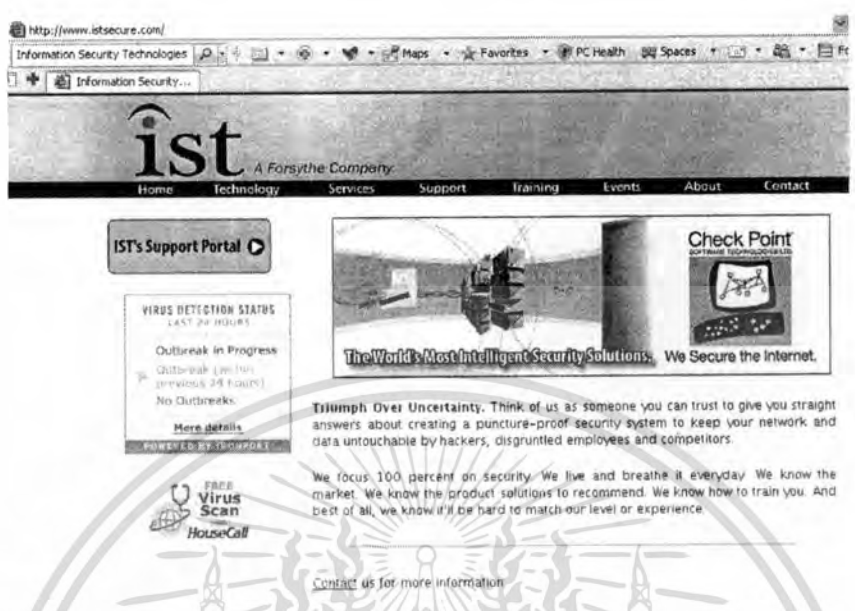 http://www.istsecure.com/
Information Security Technologies Maps Favorites PC Health Spaces
Information Security...
ist A Forsythe Company
Home Technology Services Support Training Events About Contact
IST's Support Portal
VIRUS DETECTION STATUS
LAST 24 HOURS
Outbreak in Progress
Outbreak (within
previous 24 hours)
No Outbreaks
More details
POWERED BY IRONPORT
FREE
Virus
Scan
HouseCall
Check Point
SOFTWARE TECHNOLOGIES LTD.
The World's Most Intelligent Security Solutions.
We Secure the Internet.
Triumph Over Uncertainty. Think of us as someone you can trust to give you straight
answers about creating a puncture-proof security system to keep your network and
data untouchable by hackers, disgruntled employees and competitors.
We focus 100 percent on security. We live and breathe it everyday. We know the
market. We know the product solutions to recommend. We know how to train you. And
best of all, we know it'll be hard to match our level or experience.
Contact us for more information